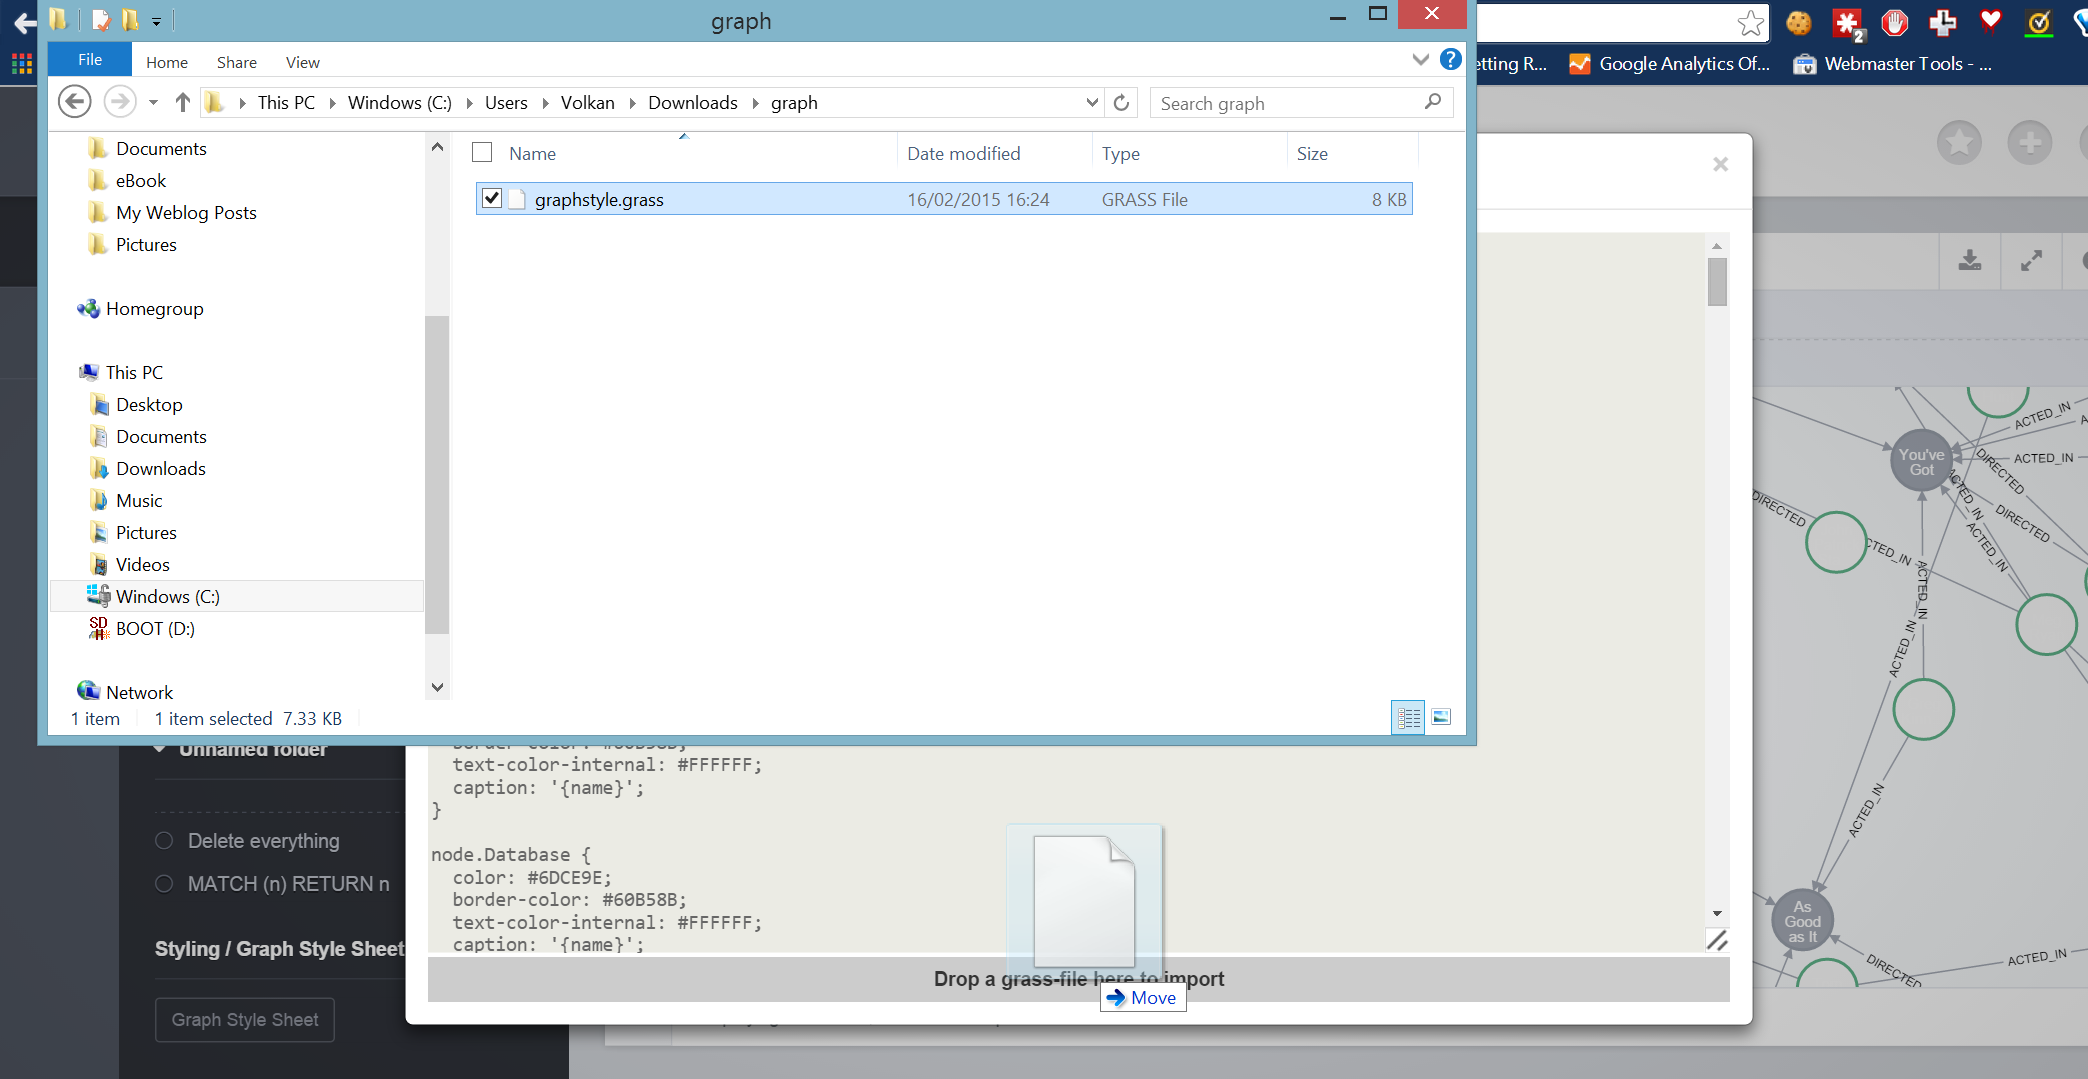 graph
File
Home
Share
View
etting R...
Google Analytics Of...
Webmaster Tools - ...
2
This PC
Windows (C:)
Users
Volkan
Downloads
graph
Search graph
Documents
eBook
My Weblog Posts
Pictures
Homegroup
This PC
Desktop
Documents
Downloads
Music
Pictures
Videos
Windows (C:)
SD BOOT (D:)
Network
Name
Date modified
Type
Size
graphstyle.grass
16/02/2015 16:24
GRASS File
8 KB
1 item
1 item selected 7.33 KB
Unnamed folder
Delete everything
MATCH (n) RETURN n
Styling / Graph Style Sheet
Graph Style Sheet
border-color: #60B58B;
text-color-internal: #FFFFFF;
caption: '{name}';
}
node.Database {
color: #6DCE9E;
border-color: #60B58B;
text-color-internal: #FFFFFF;
caption: '{name}';
Drop a grass-file here to import
Move
ACTED_IN
You've
Got
DIRECTED
ACTED_IN
ACTED_IN
DIRECTED
DIRECTED
ACTED_IN
CTED_IN
ACTED_IN
ACTED_IN
ACTED_IN
As
Good
as It
DIRECTED
ACTED_IN